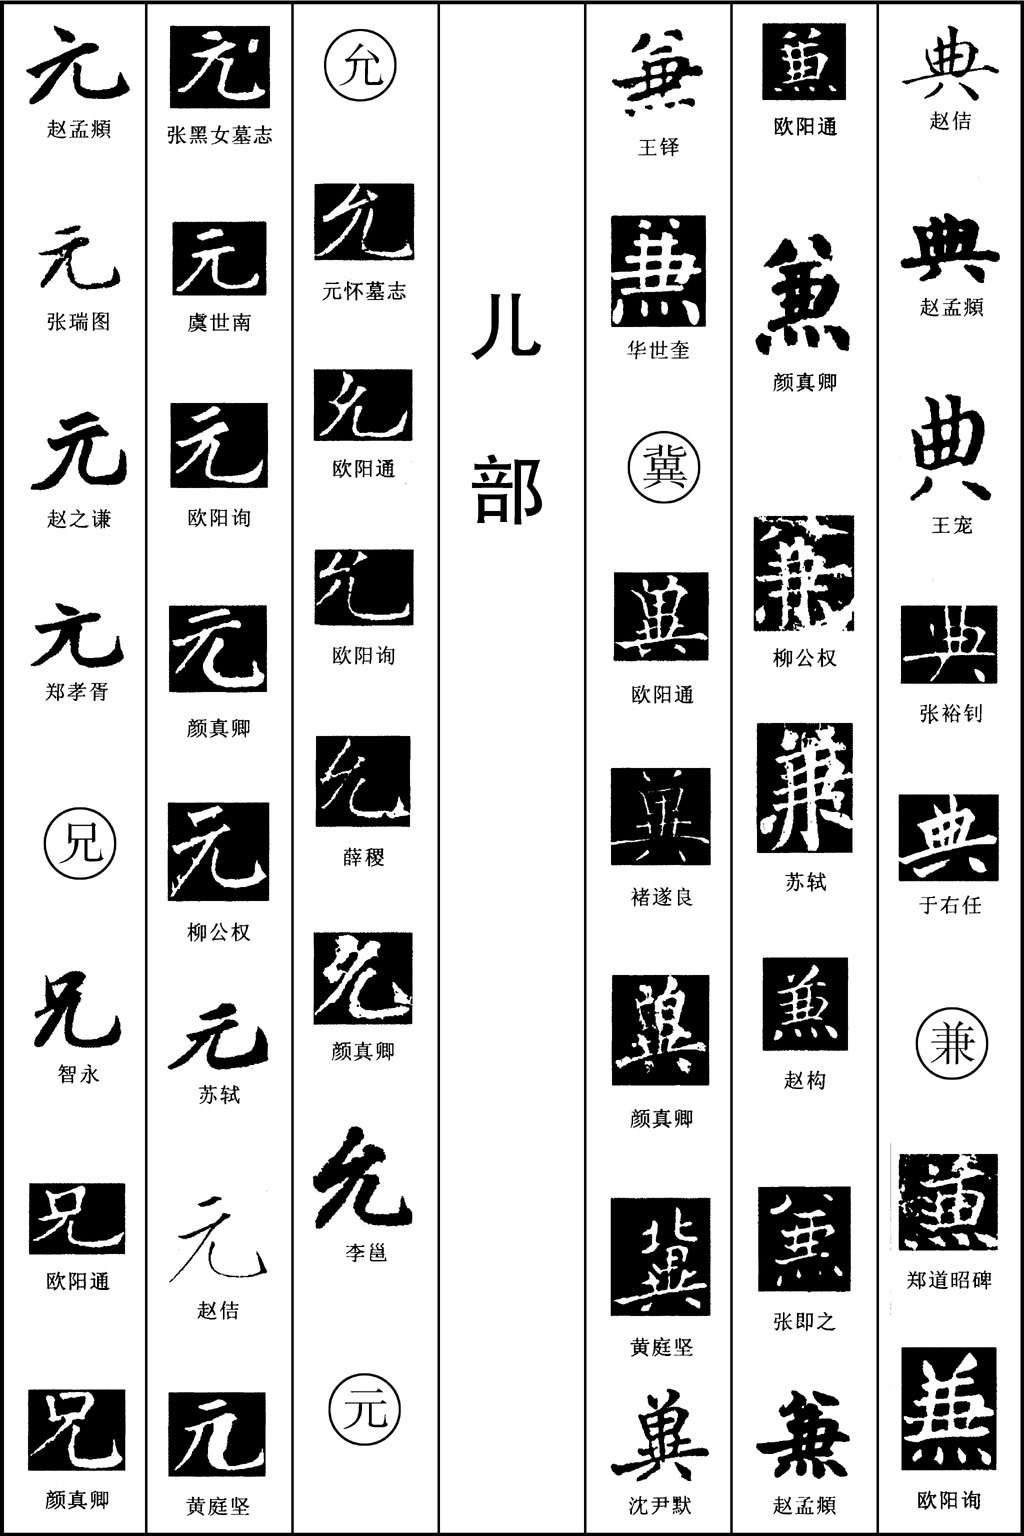 典
赵佶
典
赵孟頫
典
王宠
典
张裕钊
典
于右任
兼
兼
郑道昭碑
兼
欧阳询
兼
欧阳通
兼
颜真卿
兼
柳公权
兼
苏轼
兼
赵构
兼
张即之
兼
赵孟頫
兼
王铎
兼
华世奎
冀
冀
欧阳通
冀
褚遂良
冀
颜真卿
冀
黄庭坚
冀
沈尹默
儿部
允
允
元怀墓志
允
欧阳通
允
欧阳询
允
薛稷
允
颜真卿
允
李邕
元
元
张黑女墓志
元
虞世南
元
欧阳询
元
颜真卿
元
柳公权
元
苏轼
元
赵佶
元
黄庭坚
元
赵孟頫
元
张瑞图
元
赵之谦
元
郑孝胥
兄
兄
智永
兄
欧阳通
兄
颜真卿